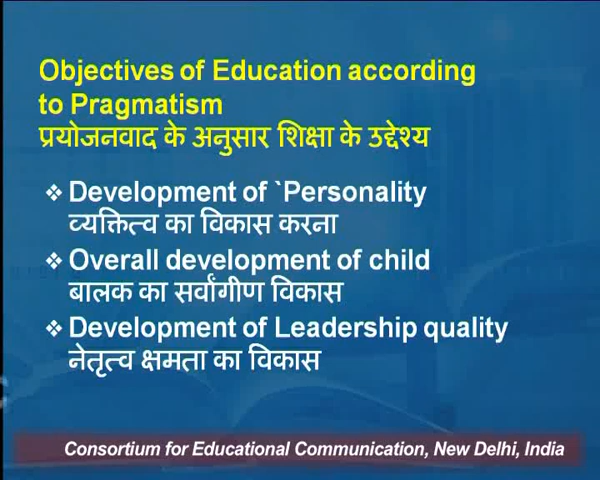 Objectives of Education according
to Pragmatism
प्रयोजनवाद के अनुसार शिक्षा के उद्देश्य
❖ Development of `Personality
व्यक्तित्व का विकास करना
❖ Overall development of child
बालक का सर्वांगीण विकास
❖ Development of Leadership quality
नेतृत्व क्षमता का विकास
Consortium for Educational Communication, New Delhi, India